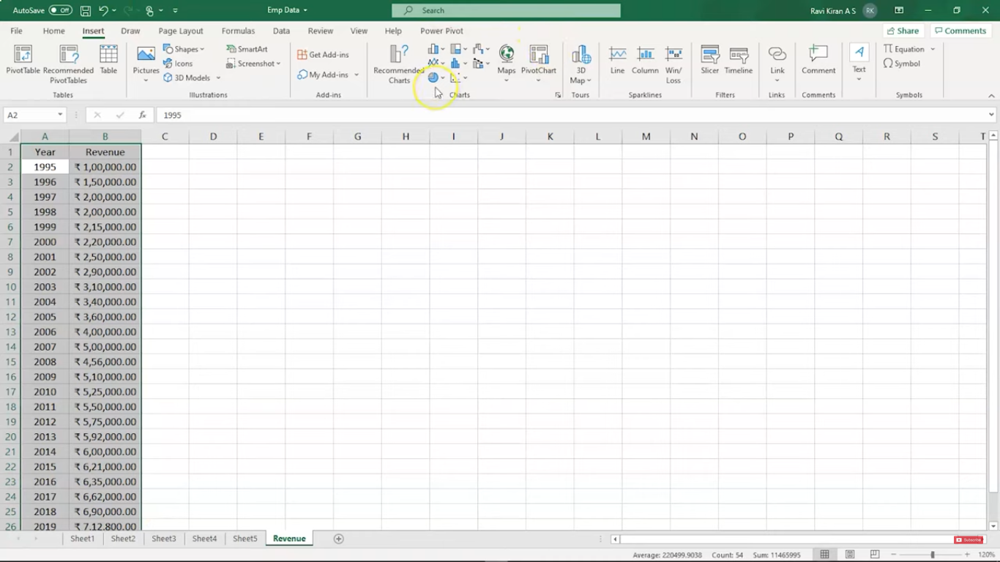 AutoSave Off Emp Data Search Ravi Kiran A S RK
File Home Insert Draw Page Layout Formulas Data Review View Help Power Pivot Share Comments
PivotTable Recommended PivotTables Table Pictures Shapes Icons 3D Models SmartArt Screenshot Get Add-ins My Add-ins Recommended Charts Maps PivotChart 3D Map Line Column Win/Loss Slicer Timeline Link Comment Text Equation Symbol
Tables Illustrations Add-ins Charts Tours Sparklines Filters Links Comments Symbols
A2 fx 1995
A B C D E F G H I J K L M N O P Q R S T
1 Year Revenue
2 1995 ₹ 1,00,000.00
3 1996 ₹ 1,50,000.00
4 1997 ₹ 2,00,000.00
5 1998 ₹ 2,00,000.00
6 1999 ₹ 2,15,000.00
7 2000 ₹ 2,20,000.00
8 2001 ₹ 2,50,000.00
9 2002 ₹ 2,90,000.00
10 2003 ₹ 3,10,000.00
11 2004 ₹ 3,40,000.00
12 2005 ₹ 3,60,000.00
13 2006 ₹ 4,00,000.00
14 2007 ₹ 5,00,000.00
15 2008 ₹ 4,56,000.00
16 2009 ₹ 5,10,000.00
17 2010 ₹ 5,25,000.00
18 2011 ₹ 5,50,000.00
19 2012 ₹ 5,75,000.00
20 2013 ₹ 5,92,000.00
21 2014 ₹ 6,00,000.00
22 2015 ₹ 6,21,000.00
23 2016 ₹ 6,35,000.00
24 2017 ₹ 6,62,000.00
25 2018 ₹ 6,90,000.00
26 2019 ₹ 7,12,800.00
Sheet1 Sheet2 Sheet3 Sheet4 Sheet5 Revenue
Subscribe
Average: 220499.9038 Count: 54 Sum: 11465995 120%